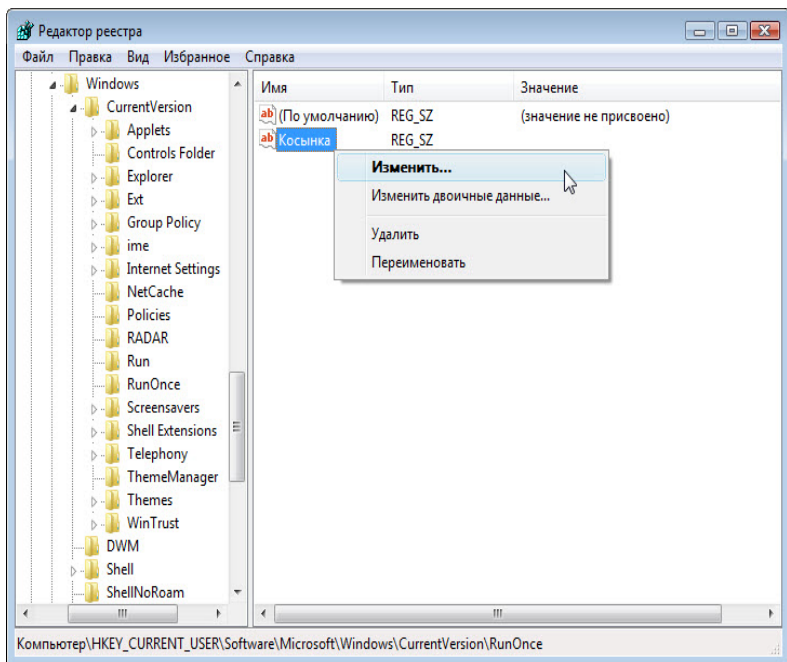 Редактор реестра
Файл Правка Вид Избранное Справка
Windows
CurrentVersion
Applets
Controls Folder
Explorer
Ext
Group Policy
ime
Internet Settings
NetCache
Policies
RADAR
Run
RunOnce
Screensavers
Shell Extensions
Telephony
ThemeManager
Themes
WinTrust
DWM
Shell
ShellNoRoam
Имя Тип Значение
ab (По умолчанию) REG_SZ (значение не присвоено)
ab Косынка REG_SZ
Изменить...
Изменить двоичные данные...
Удалить
Переименовать
Компьютер\HKEY_CURRENT_USER\Software\Microsoft\Windows\CurrentVersion\RunOnce